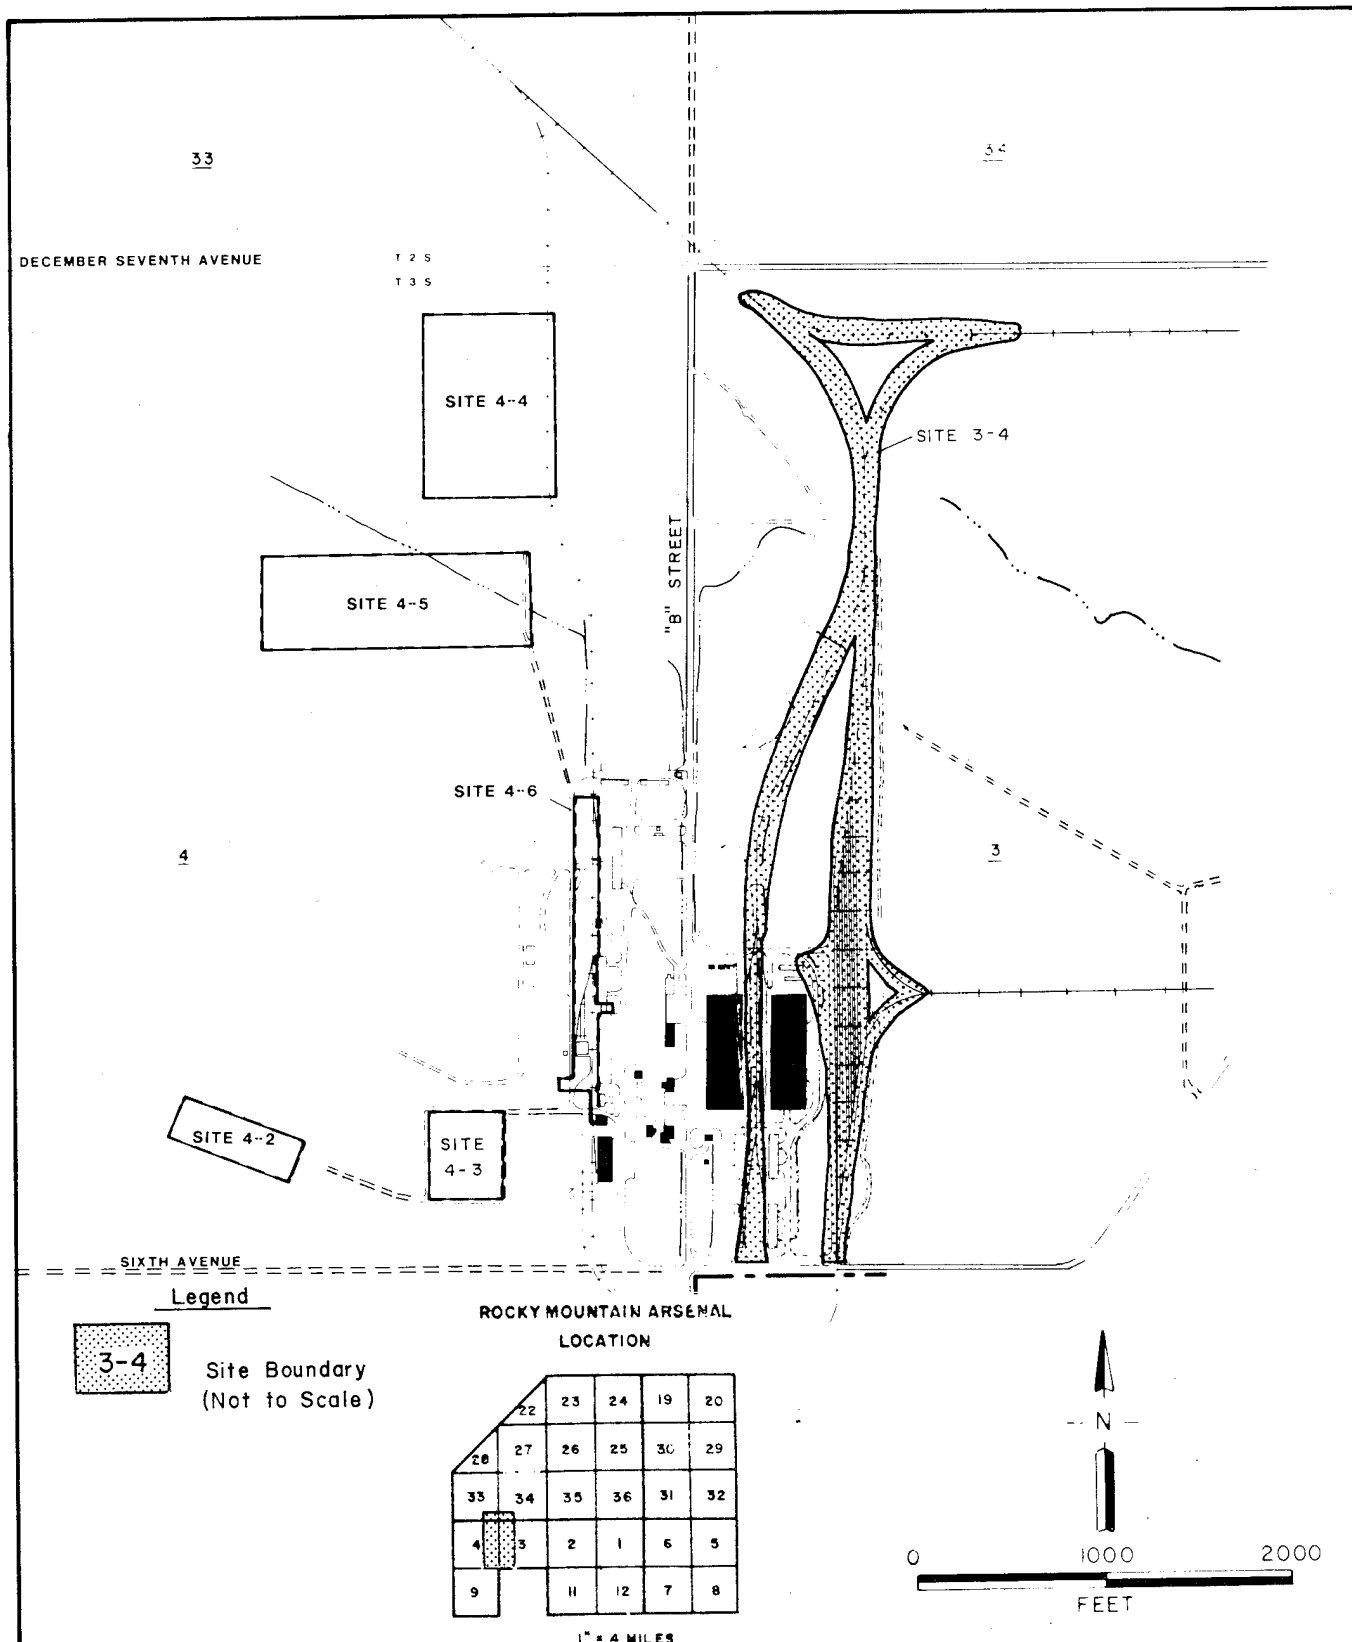 33
34
DECEMBER SEVENTH AVENUE
T 2 S
T 3 S
SITE 4-4
SITE 3-4
"B" STREET
SITE 4-5
SITE 4-6
4
3
SITE 4-2
SITE
4-3
SIXTH AVENUE
Legend
3-4
Site Boundary
(Not to Scale)
ROCKY MOUNTAIN ARSENAL
LOCATION
22 23 24 19 20
28 27 26 25 30 29
33 34 35 36 31 32
4 3 2 1 6 5
9 11 12 7 8
1" = 4 MILES
N
0 1000 2000
FEET